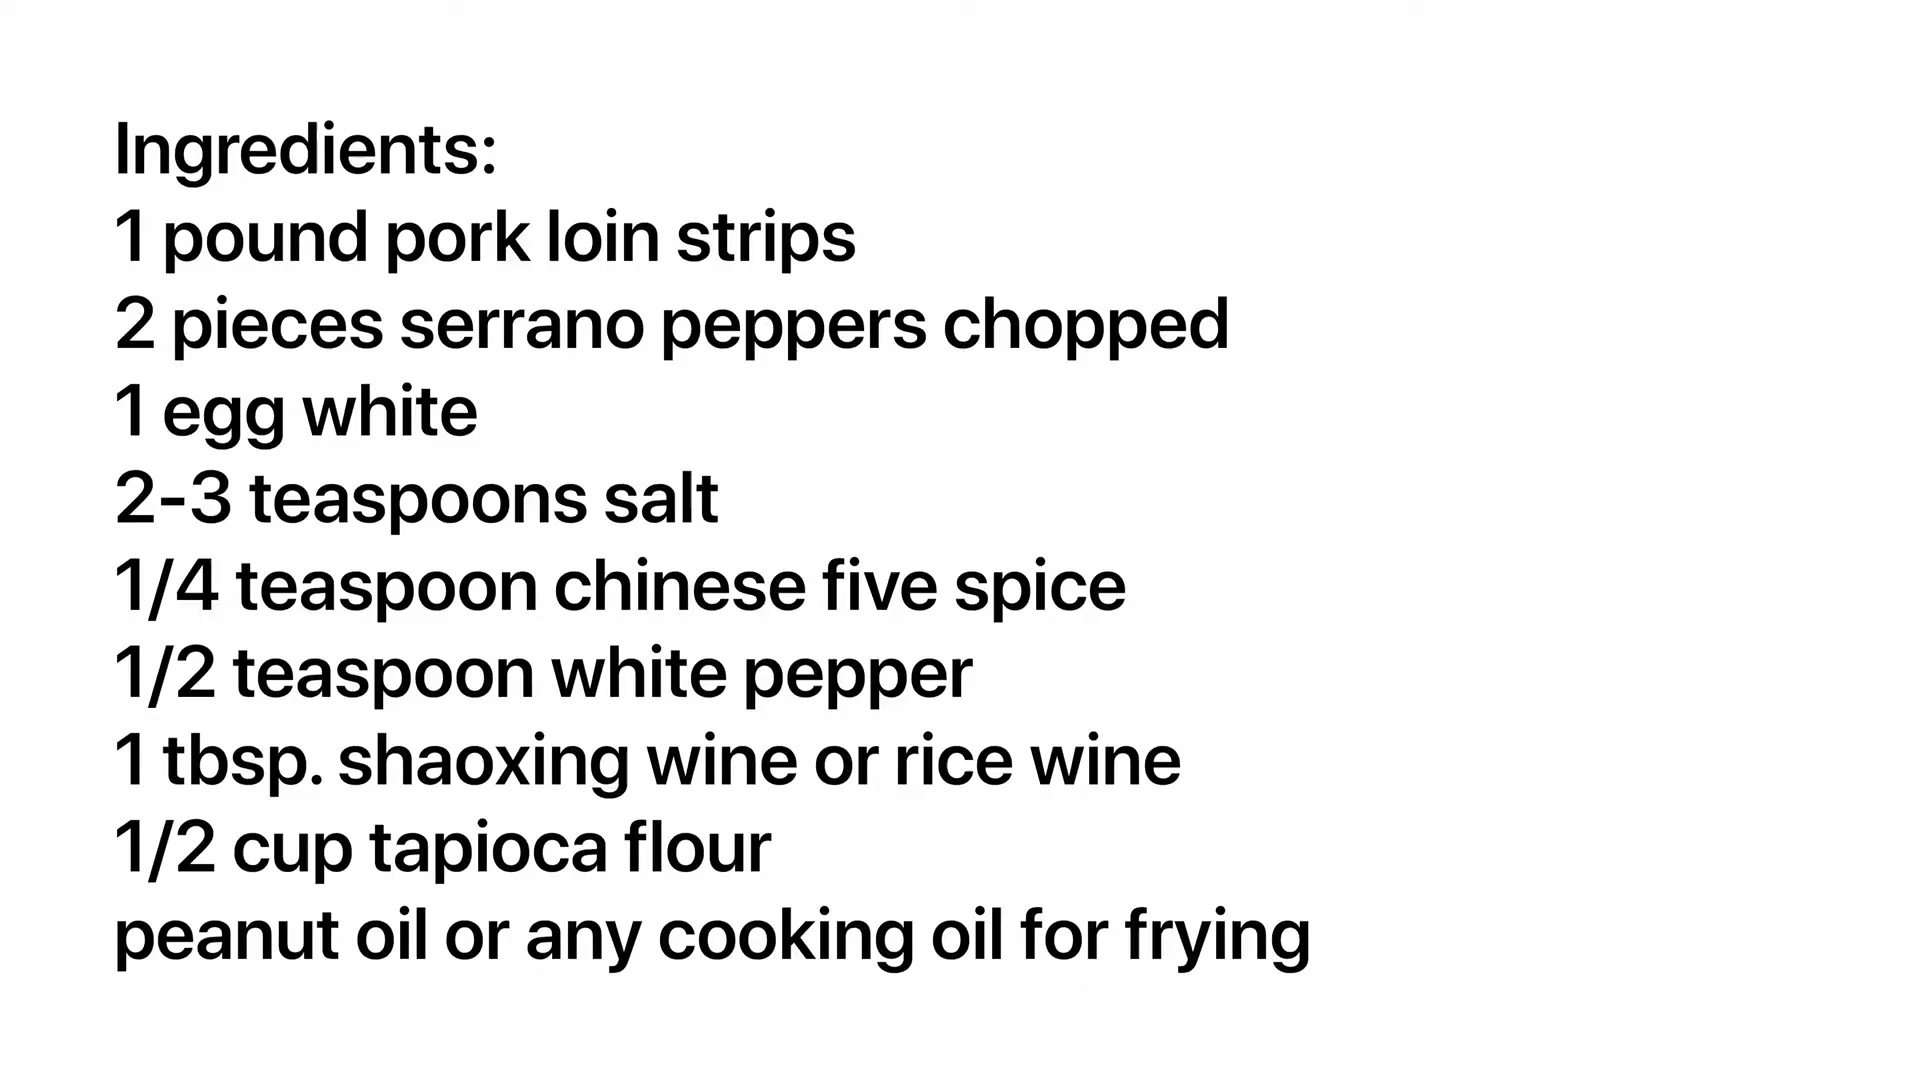 Ingredients:
1 pound pork loin strips
2 pieces serrano peppers chopped
1 egg white
2-3 teaspoons salt
1/4 teaspoon chinese five spice
1/2 teaspoon white pepper
1 tbsp. shaoxing wine or rice wine
1/2 cup tapioca flour
peanut oil or any cooking oil for frying